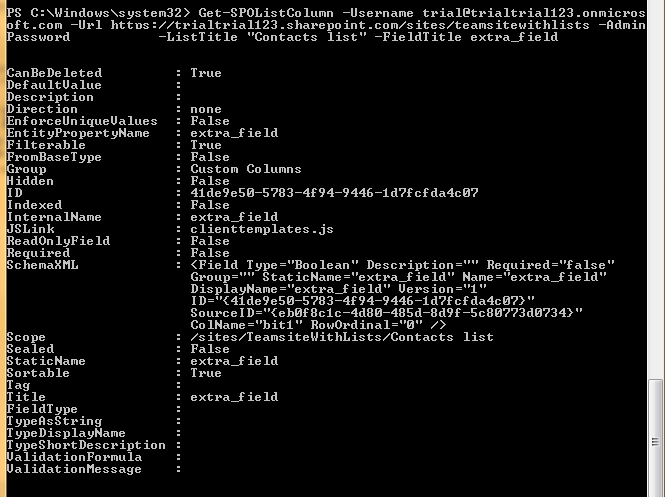 PS C:\Windows\system32> Get-SPOListColumn -Username trial@trialtrial123.onmicros
oft.com -Url https://trialtrial123.sharepoint.com/sites/teamsitewithlists -Admin
Password -ListTitle "Contacts list" -FieldTitle extra_field
CanBeDeleted : True
DefaultValue :
Description :
Direction : none
EnforceUniqueValues : False
EntityPropertyName : extra_field
Filterable : True
FromBaseType : False
Group : Custom Columns
Hidden : False
ID : 41de9e50-5783-4f94-9446-1d7fcfda4c07
Indexed : False
InternalName : extra_field
JSLink : clienttemplates.js
ReadOnlyField : False
Required : False
SchemaXML : <Field Type="Boolean" Description="" Required="false"
Group="" StaticName="extra_field" Name="extra_field"
DisplayName="extra_field" Version="1"
ID="{41de9e50-5783-4f94-9446-1d7fcfda4c07}"
SourceID="{eb0f8c1c-4d80-485d-8d9f-5c80773d0734}"
ColName="bit1" RowOrdinal="0" />
Scope : /sites/TeamsiteWithLists/Contacts list
Sealed : False
StaticName : extra_field
Sortable : True
Tag :
Title : extra_field
FieldType :
TypeAsString :
TypeDisplayName :
TypeShortDescription :
ValidationFormula :
ValidationMessage :